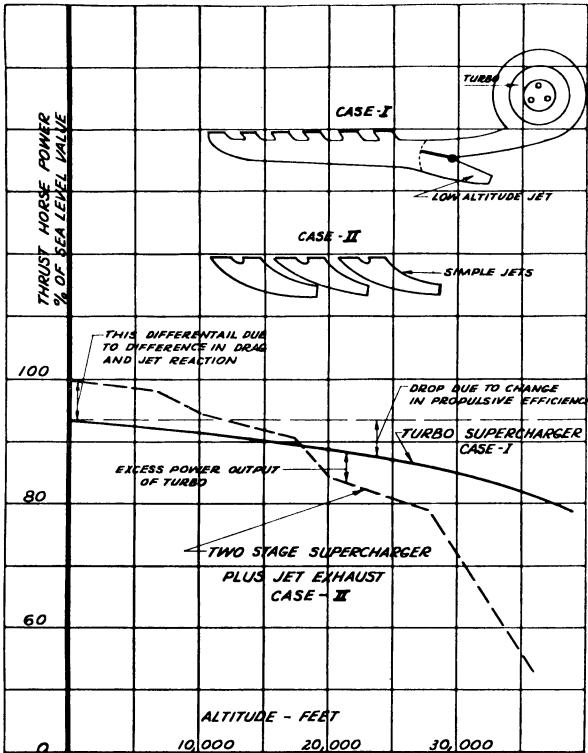 THRUST HORSE POWER
% OF SEA LEVEL VALUE
TURBO
CASE-I
LOW ALTITUDE JET
CASE-II
SIMPLE JETS
THIS DIFFERENTAIL DUE
TO DIFFERENCE IN DRAG
AND JET REACTION
100
DROP DUE TO CHANGE
IN PROPULSIVE EFFICIENC
TURBO SUPERCHARGER
CASE-I
EXCESS POWER OUTPUT
OF TURBO
80
TWO STAGE SUPERCHARGER
PLUS JET EXHAUST
CASE-II
60
ALTITUDE - FEET
0
10,000
20,000
30,000